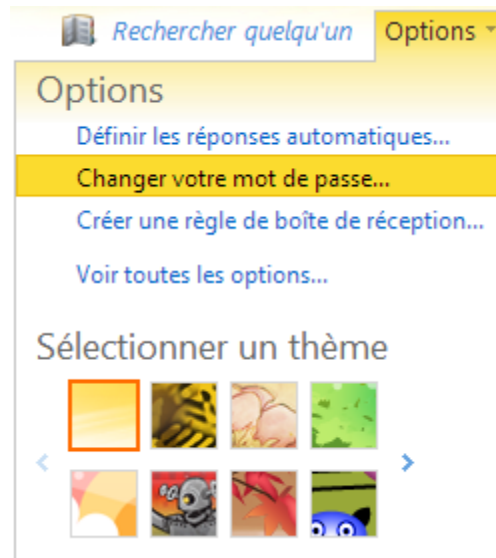 Rechercher quelqu'un Options
Options
Définir les réponses automatiques...
Changer votre mot de passe...
Créer une règle de boîte de réception...
Voir toutes les options...
Sélectionner un thème